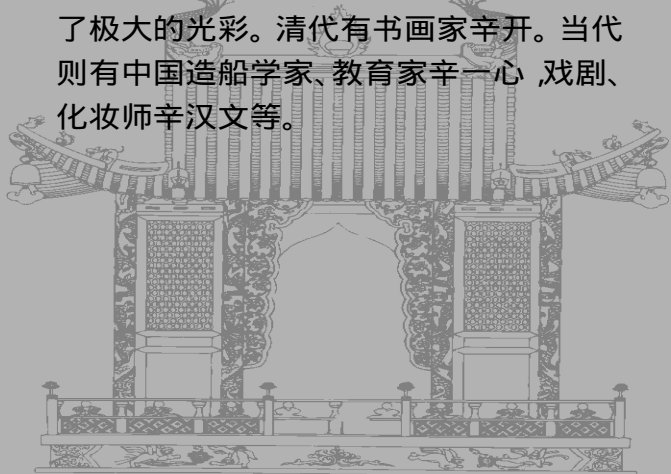 了极大的光彩。清代有书画家辛开。当代
则有中国造船学家、教育家辛一心 ,戏剧、
化妆师辛汉文等。